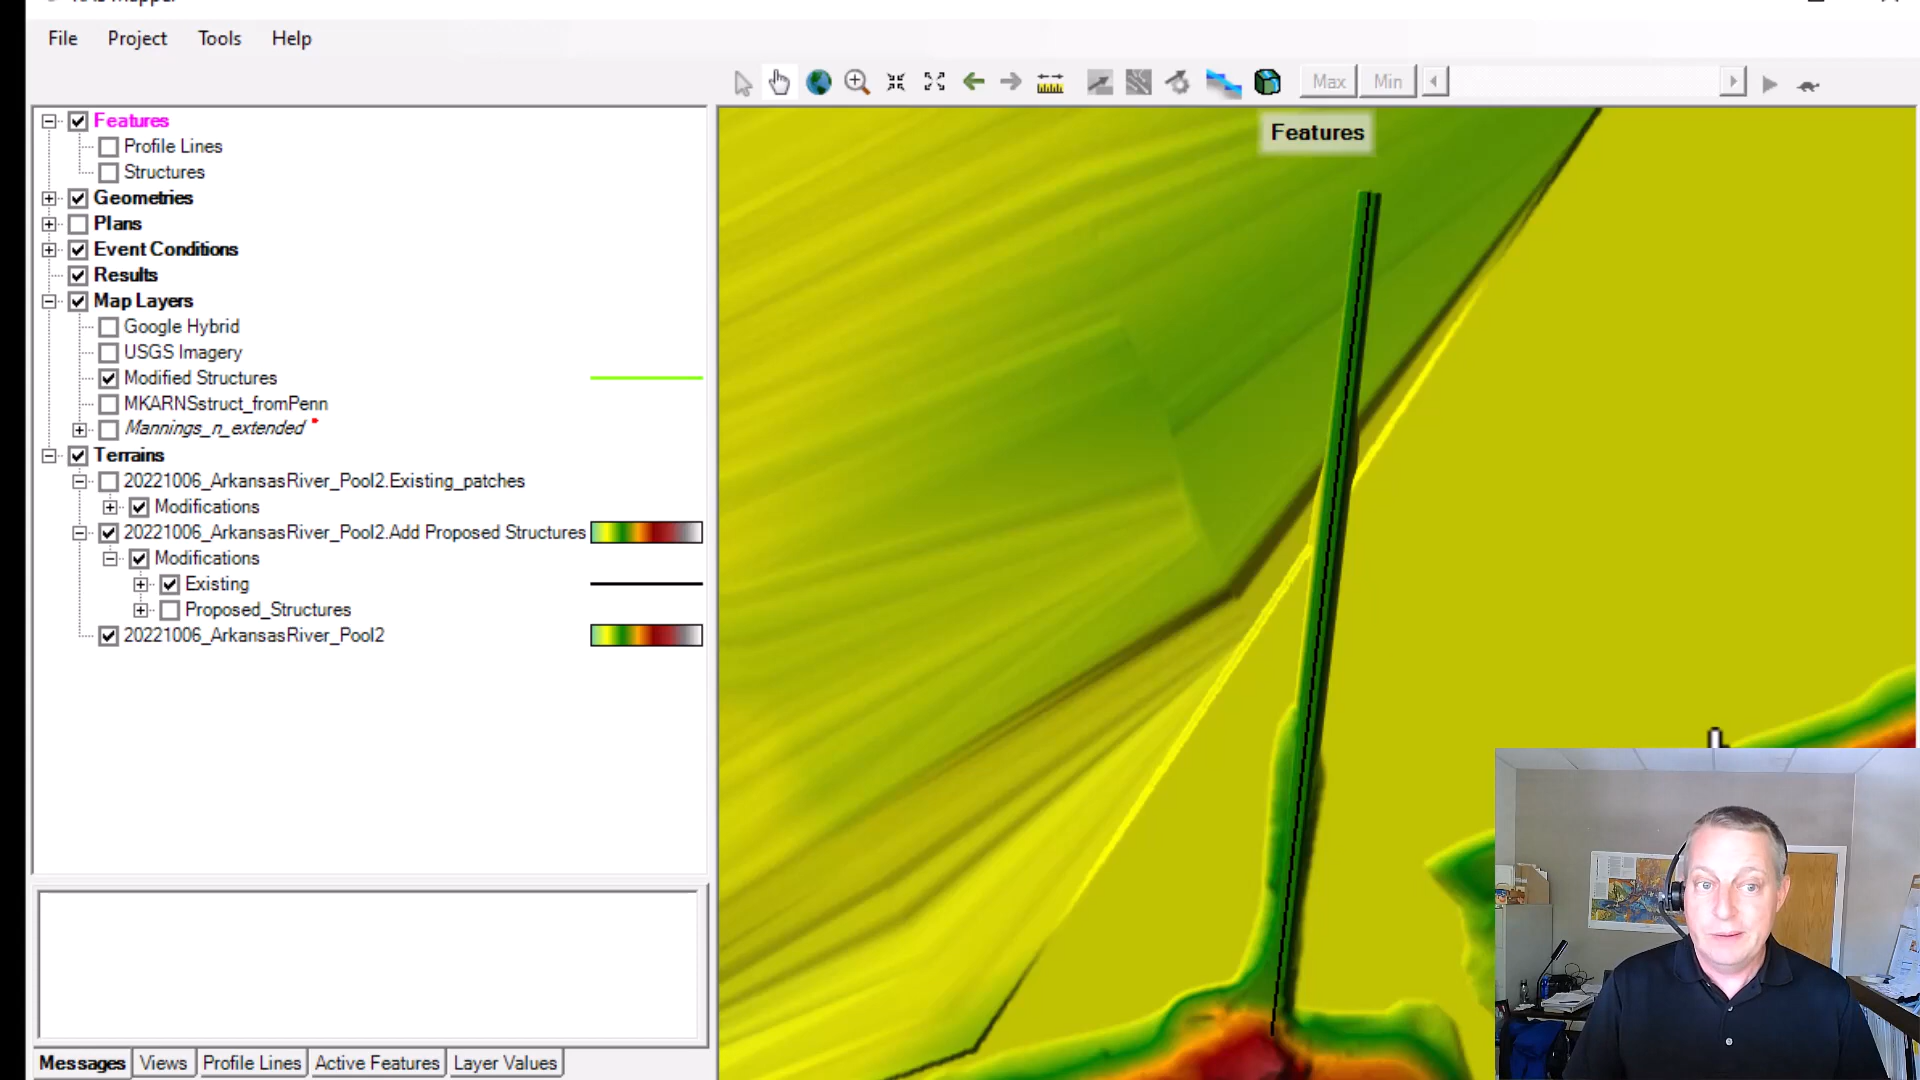 File Project Tools Help
Max Min
Features
Profile Lines
Structures
Geometries
Plans
Event Conditions
Results
Map Layers
Google Hybrid
USGS Imagery
Modified Structures
MKARNSstruct_fromPenn
Mannings_n_extended
Terrains
20221006_ArkansasRiver_Pool2.Existing_patches
Modifications
20221006_ArkansasRiver_Pool2.Add Proposed Structures
Modifications
Existing
Proposed_Structures
20221006_ArkansasRiver_Pool2
Features
Messages Views Profile Lines Active Features Layer Values